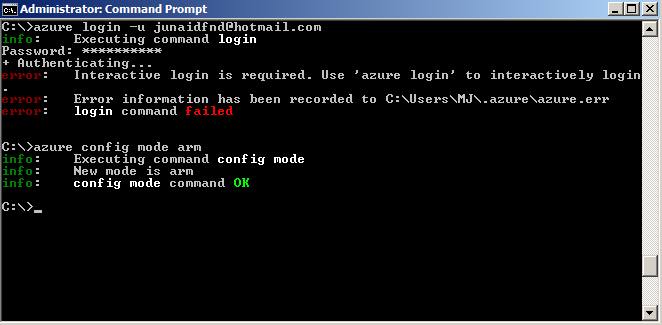 Administrator: Command Prompt
C:\>azure login -u junaidfnd@hotmail.com
info:    Executing command login
Password: **********
+ Authenticating...
error:   Interactive login is required. Use 'azure login' to interactively login
.
error:   Error information has been recorded to C:\Users\MJ\.azure\azure.err
error:   login command failed
C:\>azure config mode arm
info:    Executing command config mode
info:    New mode is arm
info:    config mode command OK
C:\>_